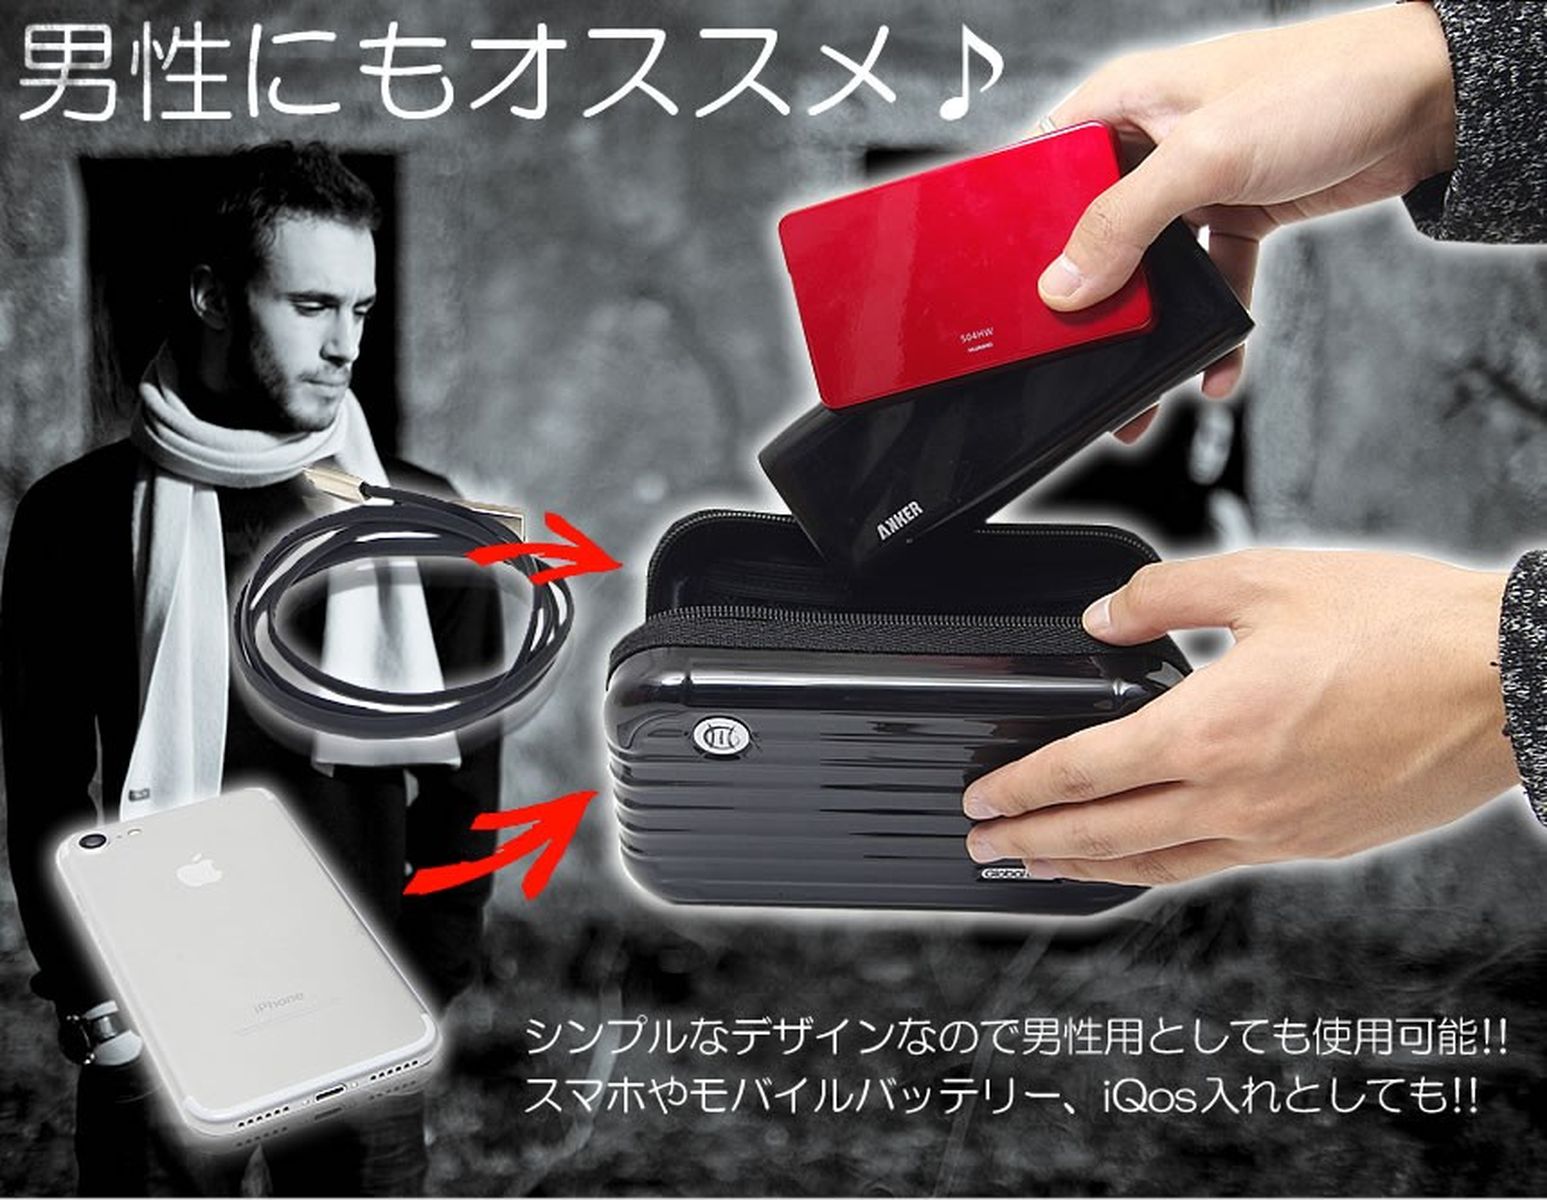 男性にもオススメ♪
504HW
HUAWEI
ANKER
iPhone
シンプルなデザインなので男性用としても使用可能!!
スマホやモバイルバッテリー、iQos入れとしても!!